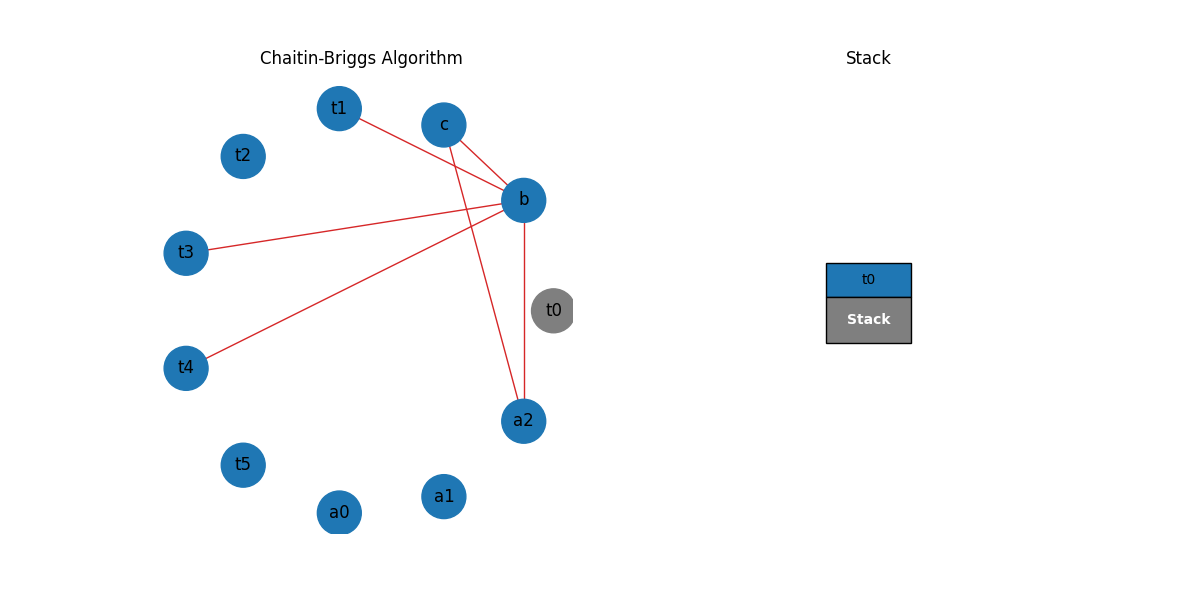 Chaitin-Briggs Algorithm
Stack
t1
c
t2
b
t3
t0
t4
a2
t5
a1
a0
t0
Stack